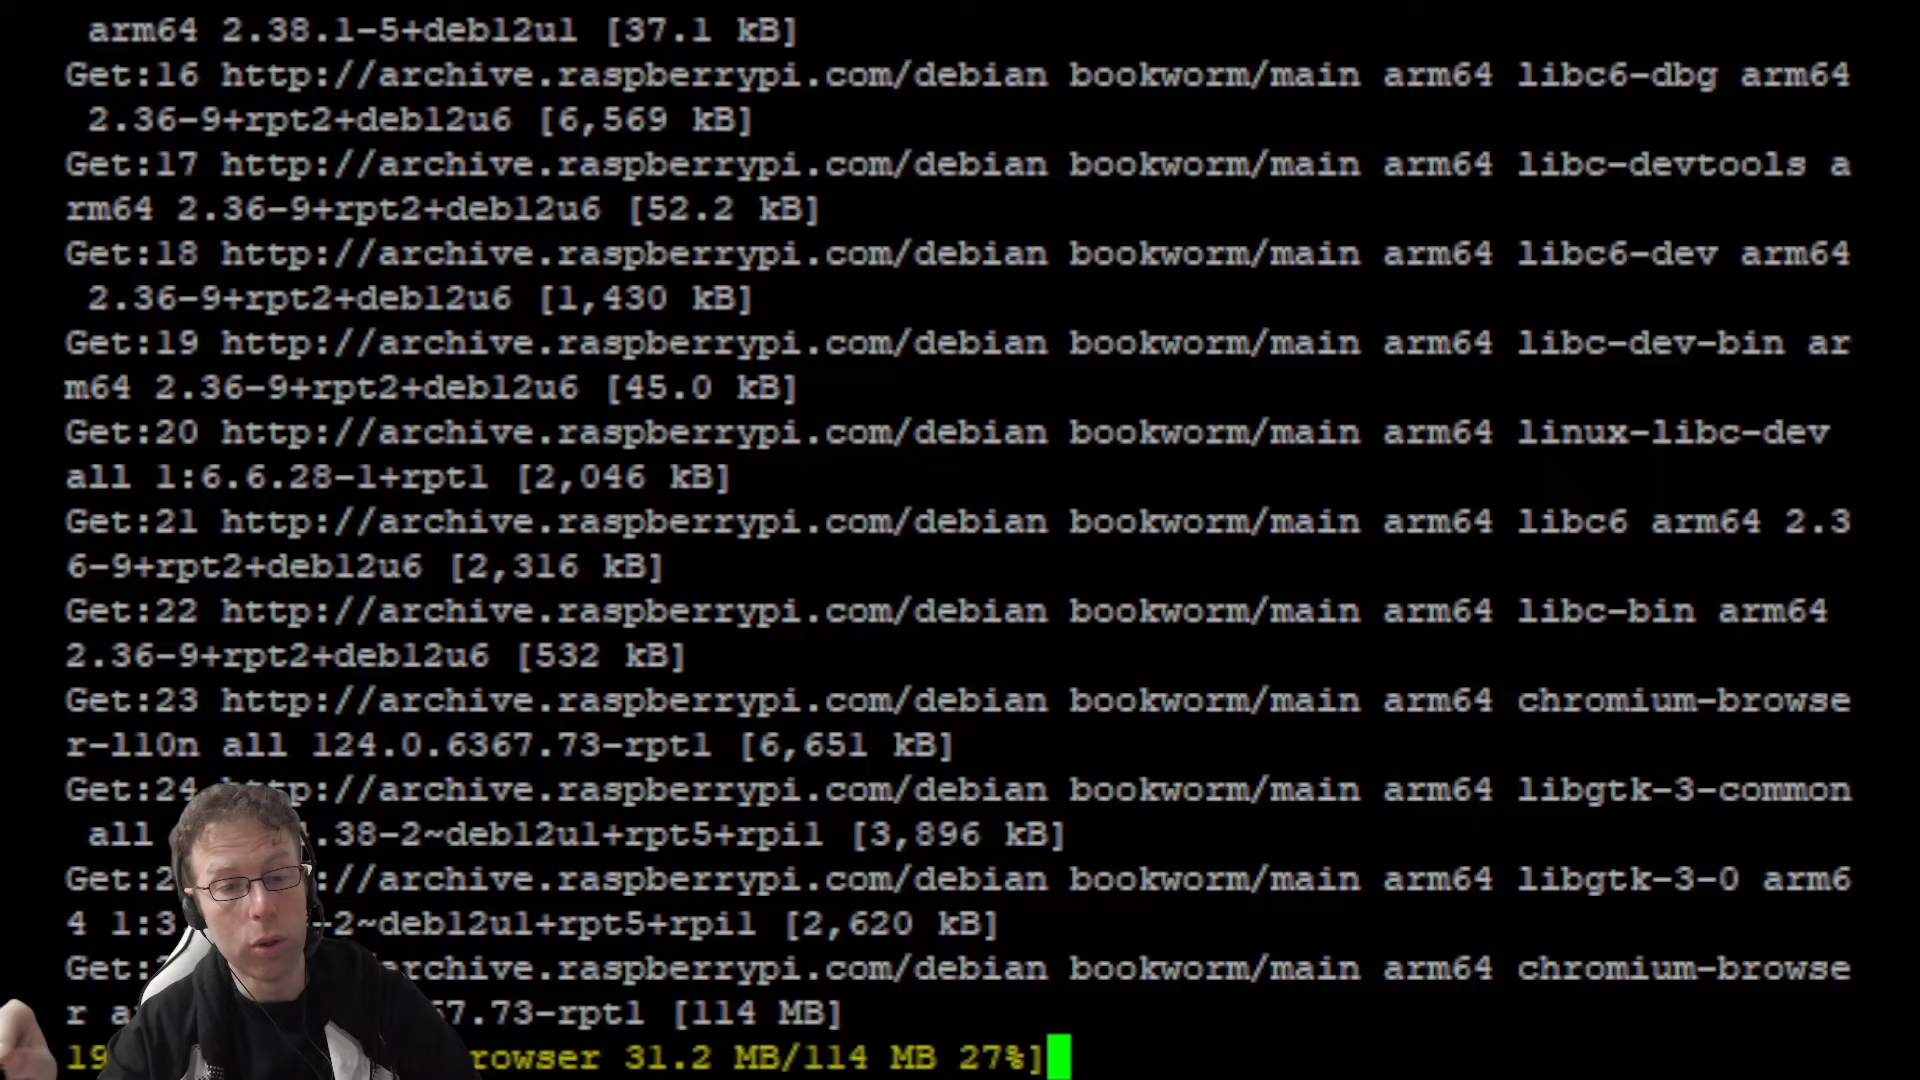 arm64 2.38.1-5+deb12u1 [37.1 kB]
Get:16 http://archive.raspberrypi.com/debian bookworm/main arm64 libc6-dbg arm64
2.36-9+rpt2+deb12u6 [6,569 kB]
Get:17 http://archive.raspberrypi.com/debian bookworm/main arm64 libc-devtools a
rm64 2.36-9+rpt2+deb12u6 [52.2 kB]
Get:18 http://archive.raspberrypi.com/debian bookworm/main arm64 libc6-dev arm64
2.36-9+rpt2+deb12u6 [1,430 kB]
Get:19 http://archive.raspberrypi.com/debian bookworm/main arm64 libc-dev-bin ar
m64 2.36-9+rpt2+deb12u6 [45.0 kB]
Get:20 http://archive.raspberrypi.com/debian bookworm/main arm64 linux-libc-dev
all 1:6.6.28-1+rpt1 [2,046 kB]
Get:21 http://archive.raspberrypi.com/debian bookworm/main arm64 libc6 arm64 2.3
6-9+rpt2+deb12u6 [2,316 kB]
Get:22 http://archive.raspberrypi.com/debian bookworm/main arm64 libc-bin arm64
2.36-9+rpt2+deb12u6 [532 kB]
Get:23 http://archive.raspberrypi.com/debian bookworm/main arm64 chromium-browse
r-l10n all 124.0.6367.73-rpt1 [6,651 kB]
Get:24 tp://archive.raspberrypi.com/debian bookworm/main arm64 libgtk-3-common
all .38-2~deb12u1+rpt5+rpi1 [3,896 kB]
Get:2 ://archive.raspberrypi.com/debian bookworm/main arm64 libgtk-3-0 arm6
4 1:3 -2~deb12u1+rpt5+rpi1 [2,620 kB]
Get: archive.raspberrypi.com/debian bookworm/main arm64 chromium-browse
r a 67.73-rpt1 [114 MB]
19 rowser 31.2 MB/114 MB 27%]